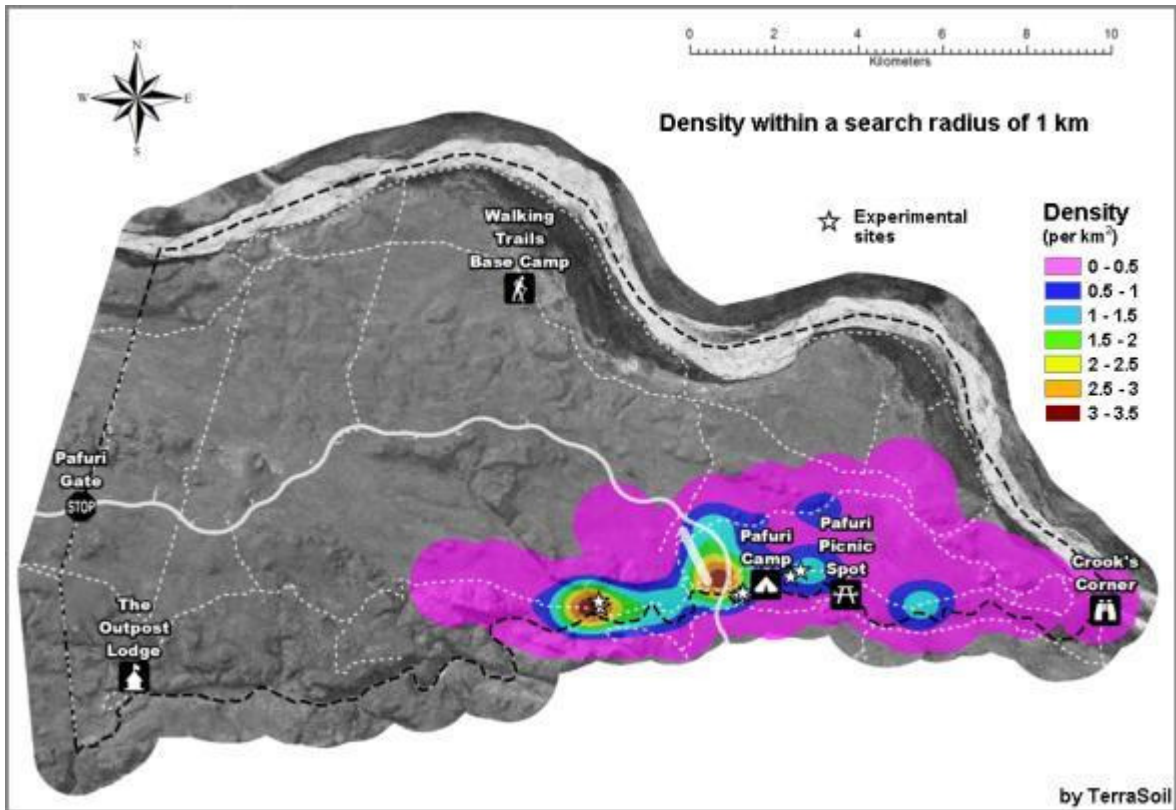 0 2 4 6 8 10
Kilometers
N
W E
S
Density within a search radius of 1 km
Walking
Trails
Base Camp
Experimental
sites
Density
(per km²)
0 - 0.5
0.5 - 1
1 - 1.5
1.5 - 2
2 - 2.5
2.5 - 3
3 - 3.5
Pafuri
Gate
STOP
Pafuri
Camp
Pafuri
Picnic
Spot
Crook's
Corner
The
Outpost
Lodge
by TerraSoil